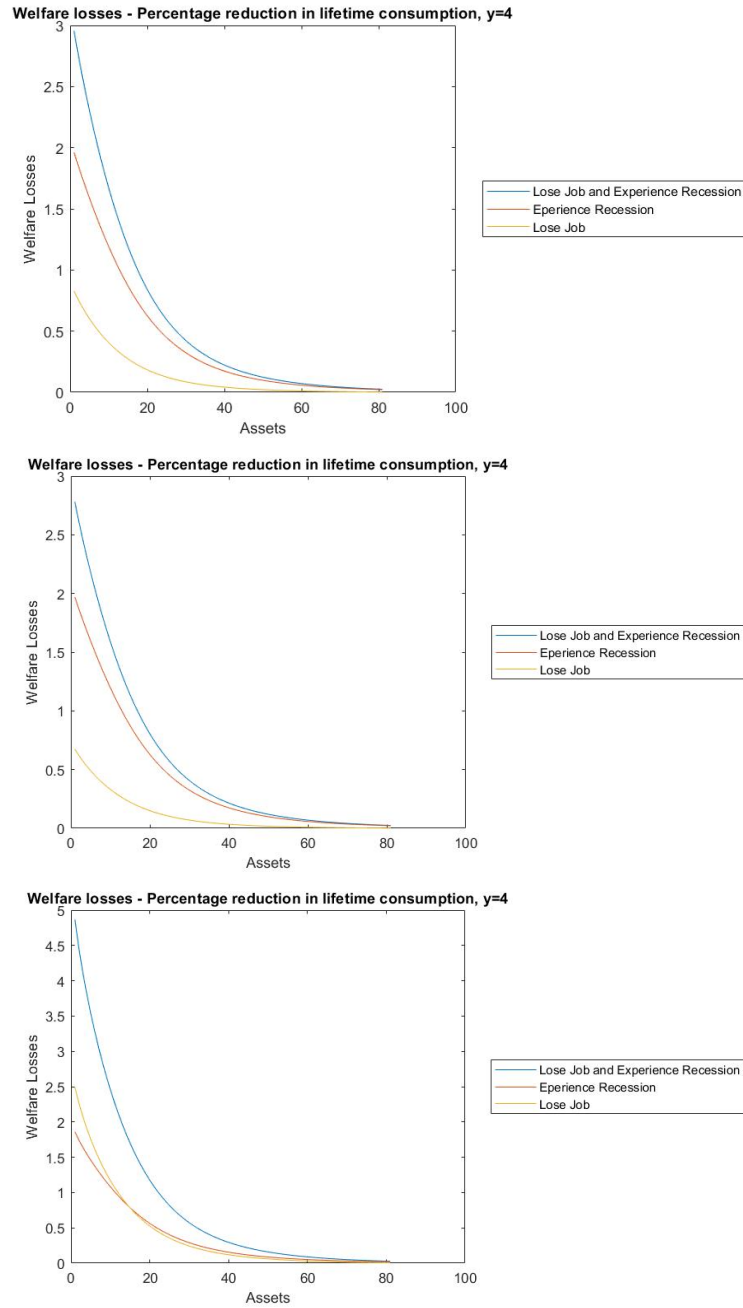 Welfare losses - Percentage reduction in lifetime consumption, y=4
3
2.5
2
1.5
1
0.5
0
Welfare Losses
0 20 40 60 80 100
Assets
Lose Job and Experience Recession
Eperience Recession
Lose Job
Welfare losses - Percentage reduction in lifetime consumption, y=4
3
2.5
2
1.5
1
0.5
0
Welfare Losses
0 20 40 60 80 100
Assets
Lose Job and Experience Recession
Eperience Recession
Lose Job
Welfare losses - Percentage reduction in lifetime consumption, y=4
5
4.5
4
3.5
3
2.5
2
1.5
1
0.5
0
Welfare Losses
0 20 40 60 80 100
Assets
Lose Job and Experience Recession
Eperience Recession
Lose Job